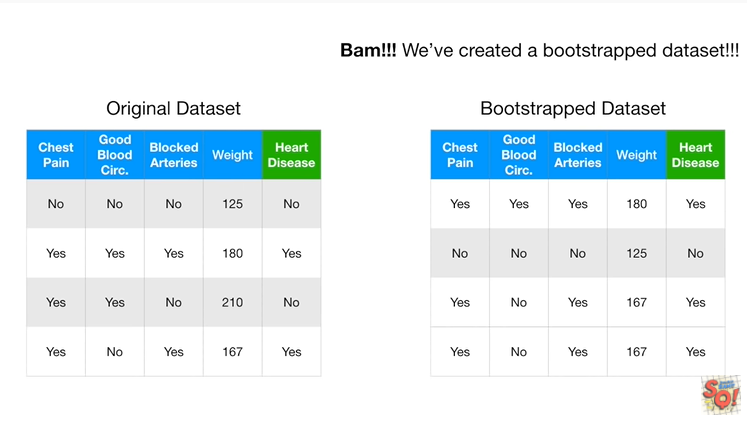 Bam!!! We've created a bootstrapped dataset!!!
Original Dataset
Chest Pain Good Blood Circ. Blocked Arteries Weight Heart Disease
No No No 125 No
Yes Yes Yes 180 Yes
Yes Yes No 210 No
Yes No Yes 167 Yes
Bootstrapped Dataset
Chest Pain Good Blood Circ. Blocked Arteries Weight Heart Disease
Yes Yes Yes 180 Yes
No No No 125 No
Yes No Yes 167 Yes
Yes No Yes 167 Yes
SQ!